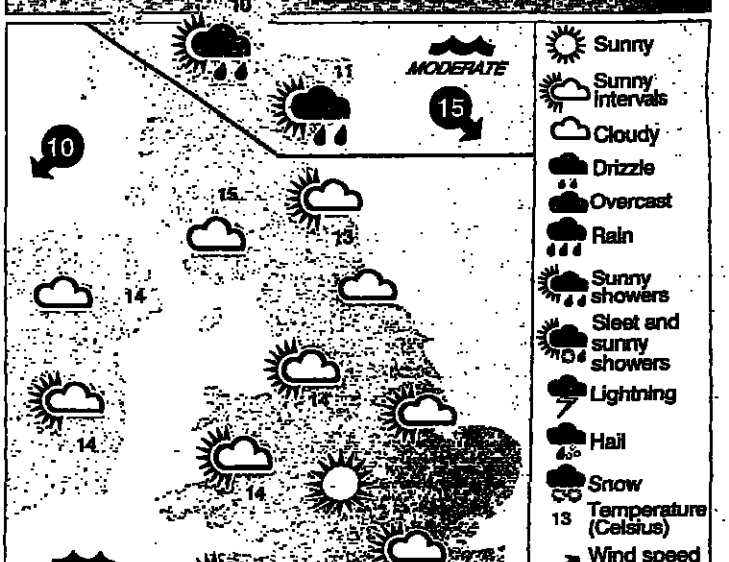 10
11
MODERATE
15
10
15
13
14
14
14
14
Sunny
Sunny
intervals
Cloudy
Drizzle
Overcast
Rain
Sunny
showers
Sleet and
sunny
showers
Lightning
Hail
Snow
13 Temperature
(Celsius)
Wind speed